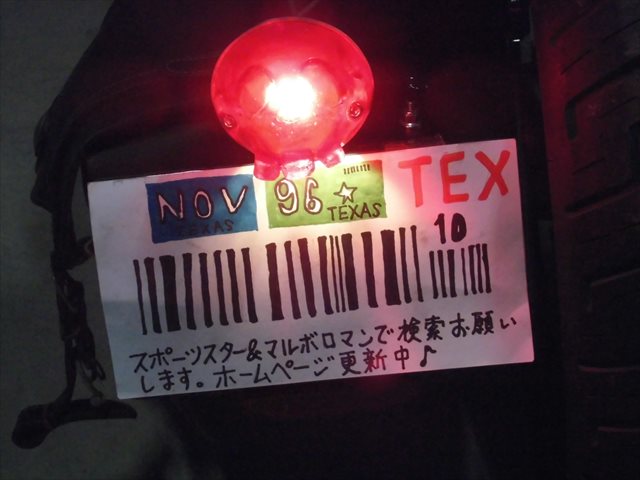 NOV 96 TEX
TEXAS TEXAS
10
スポーツスター&マルボロマンで検索お願い
します。ホームページ更新中♪